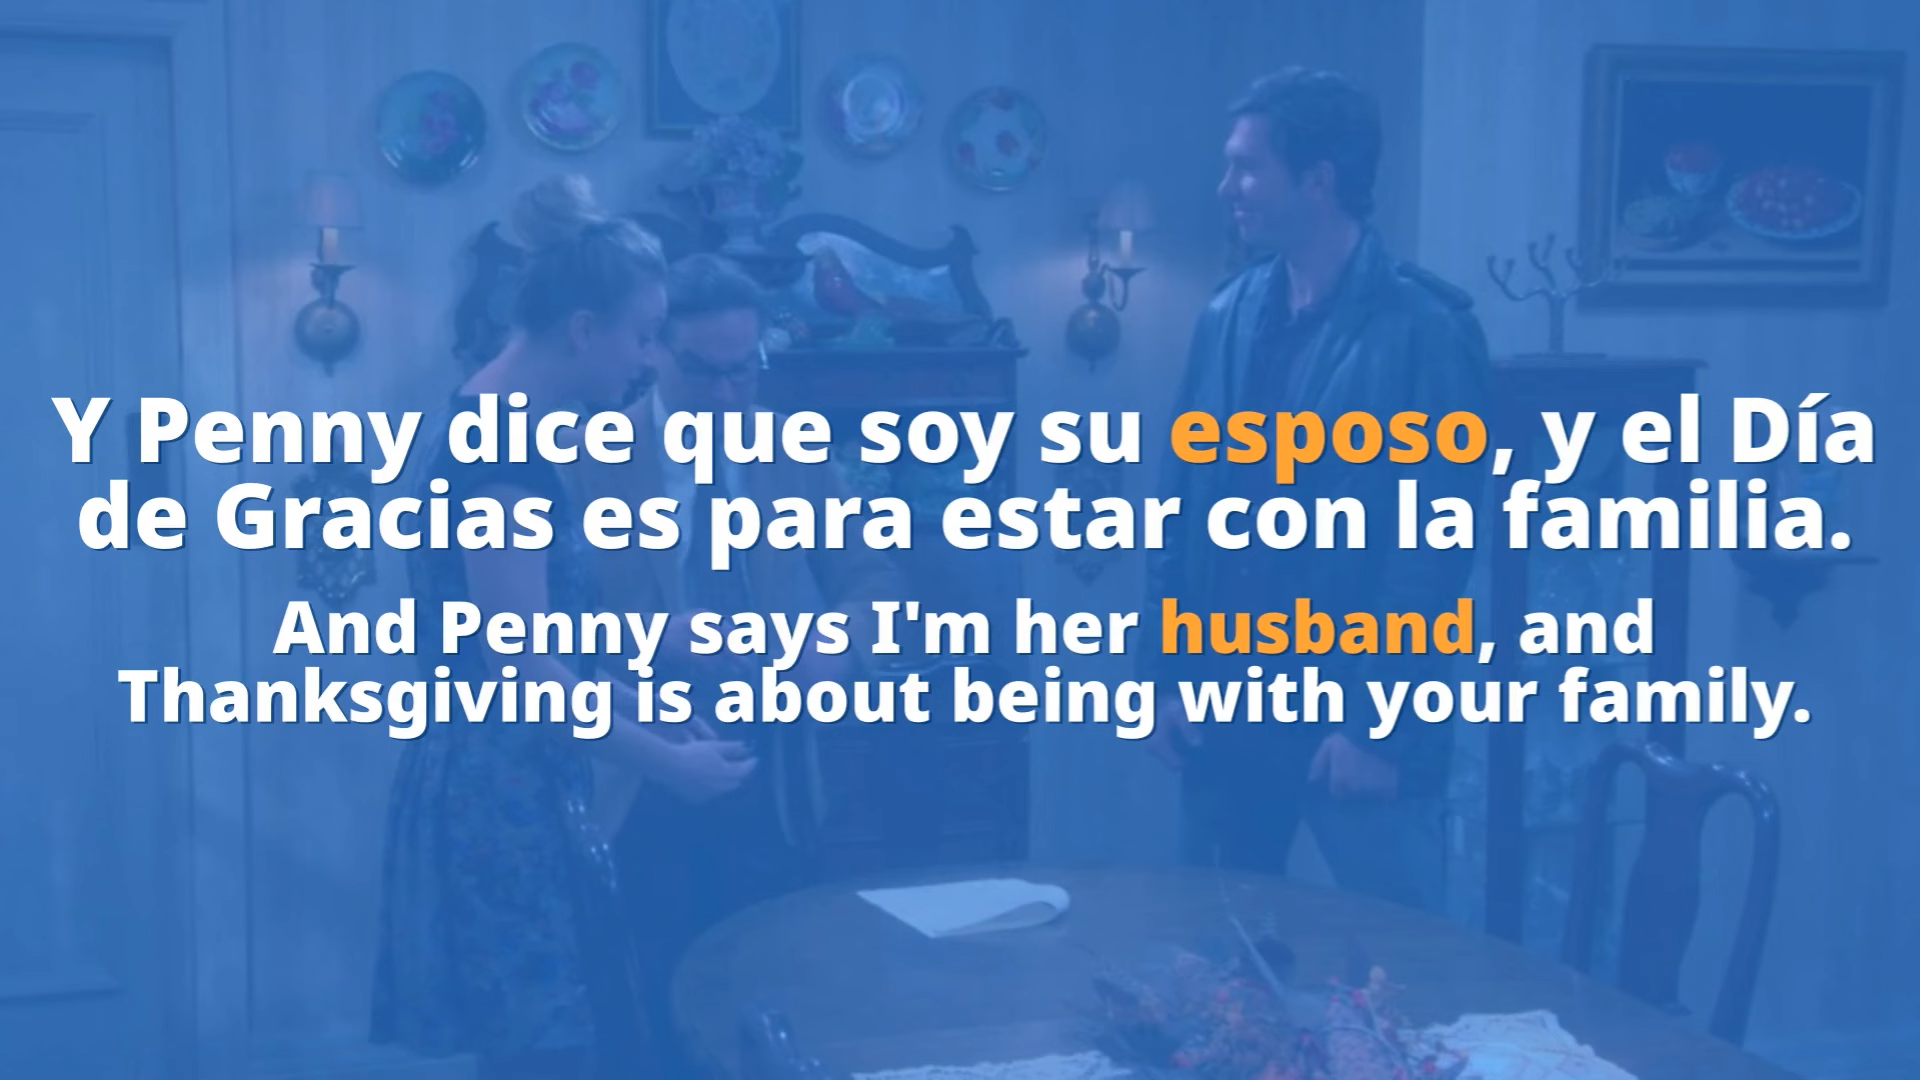 Y Penny dice que soy su esposo, y el Día
de Gracias es para estar con la familia.
And Penny says I'm her husband, and
Thanksgiving is about being with your family.